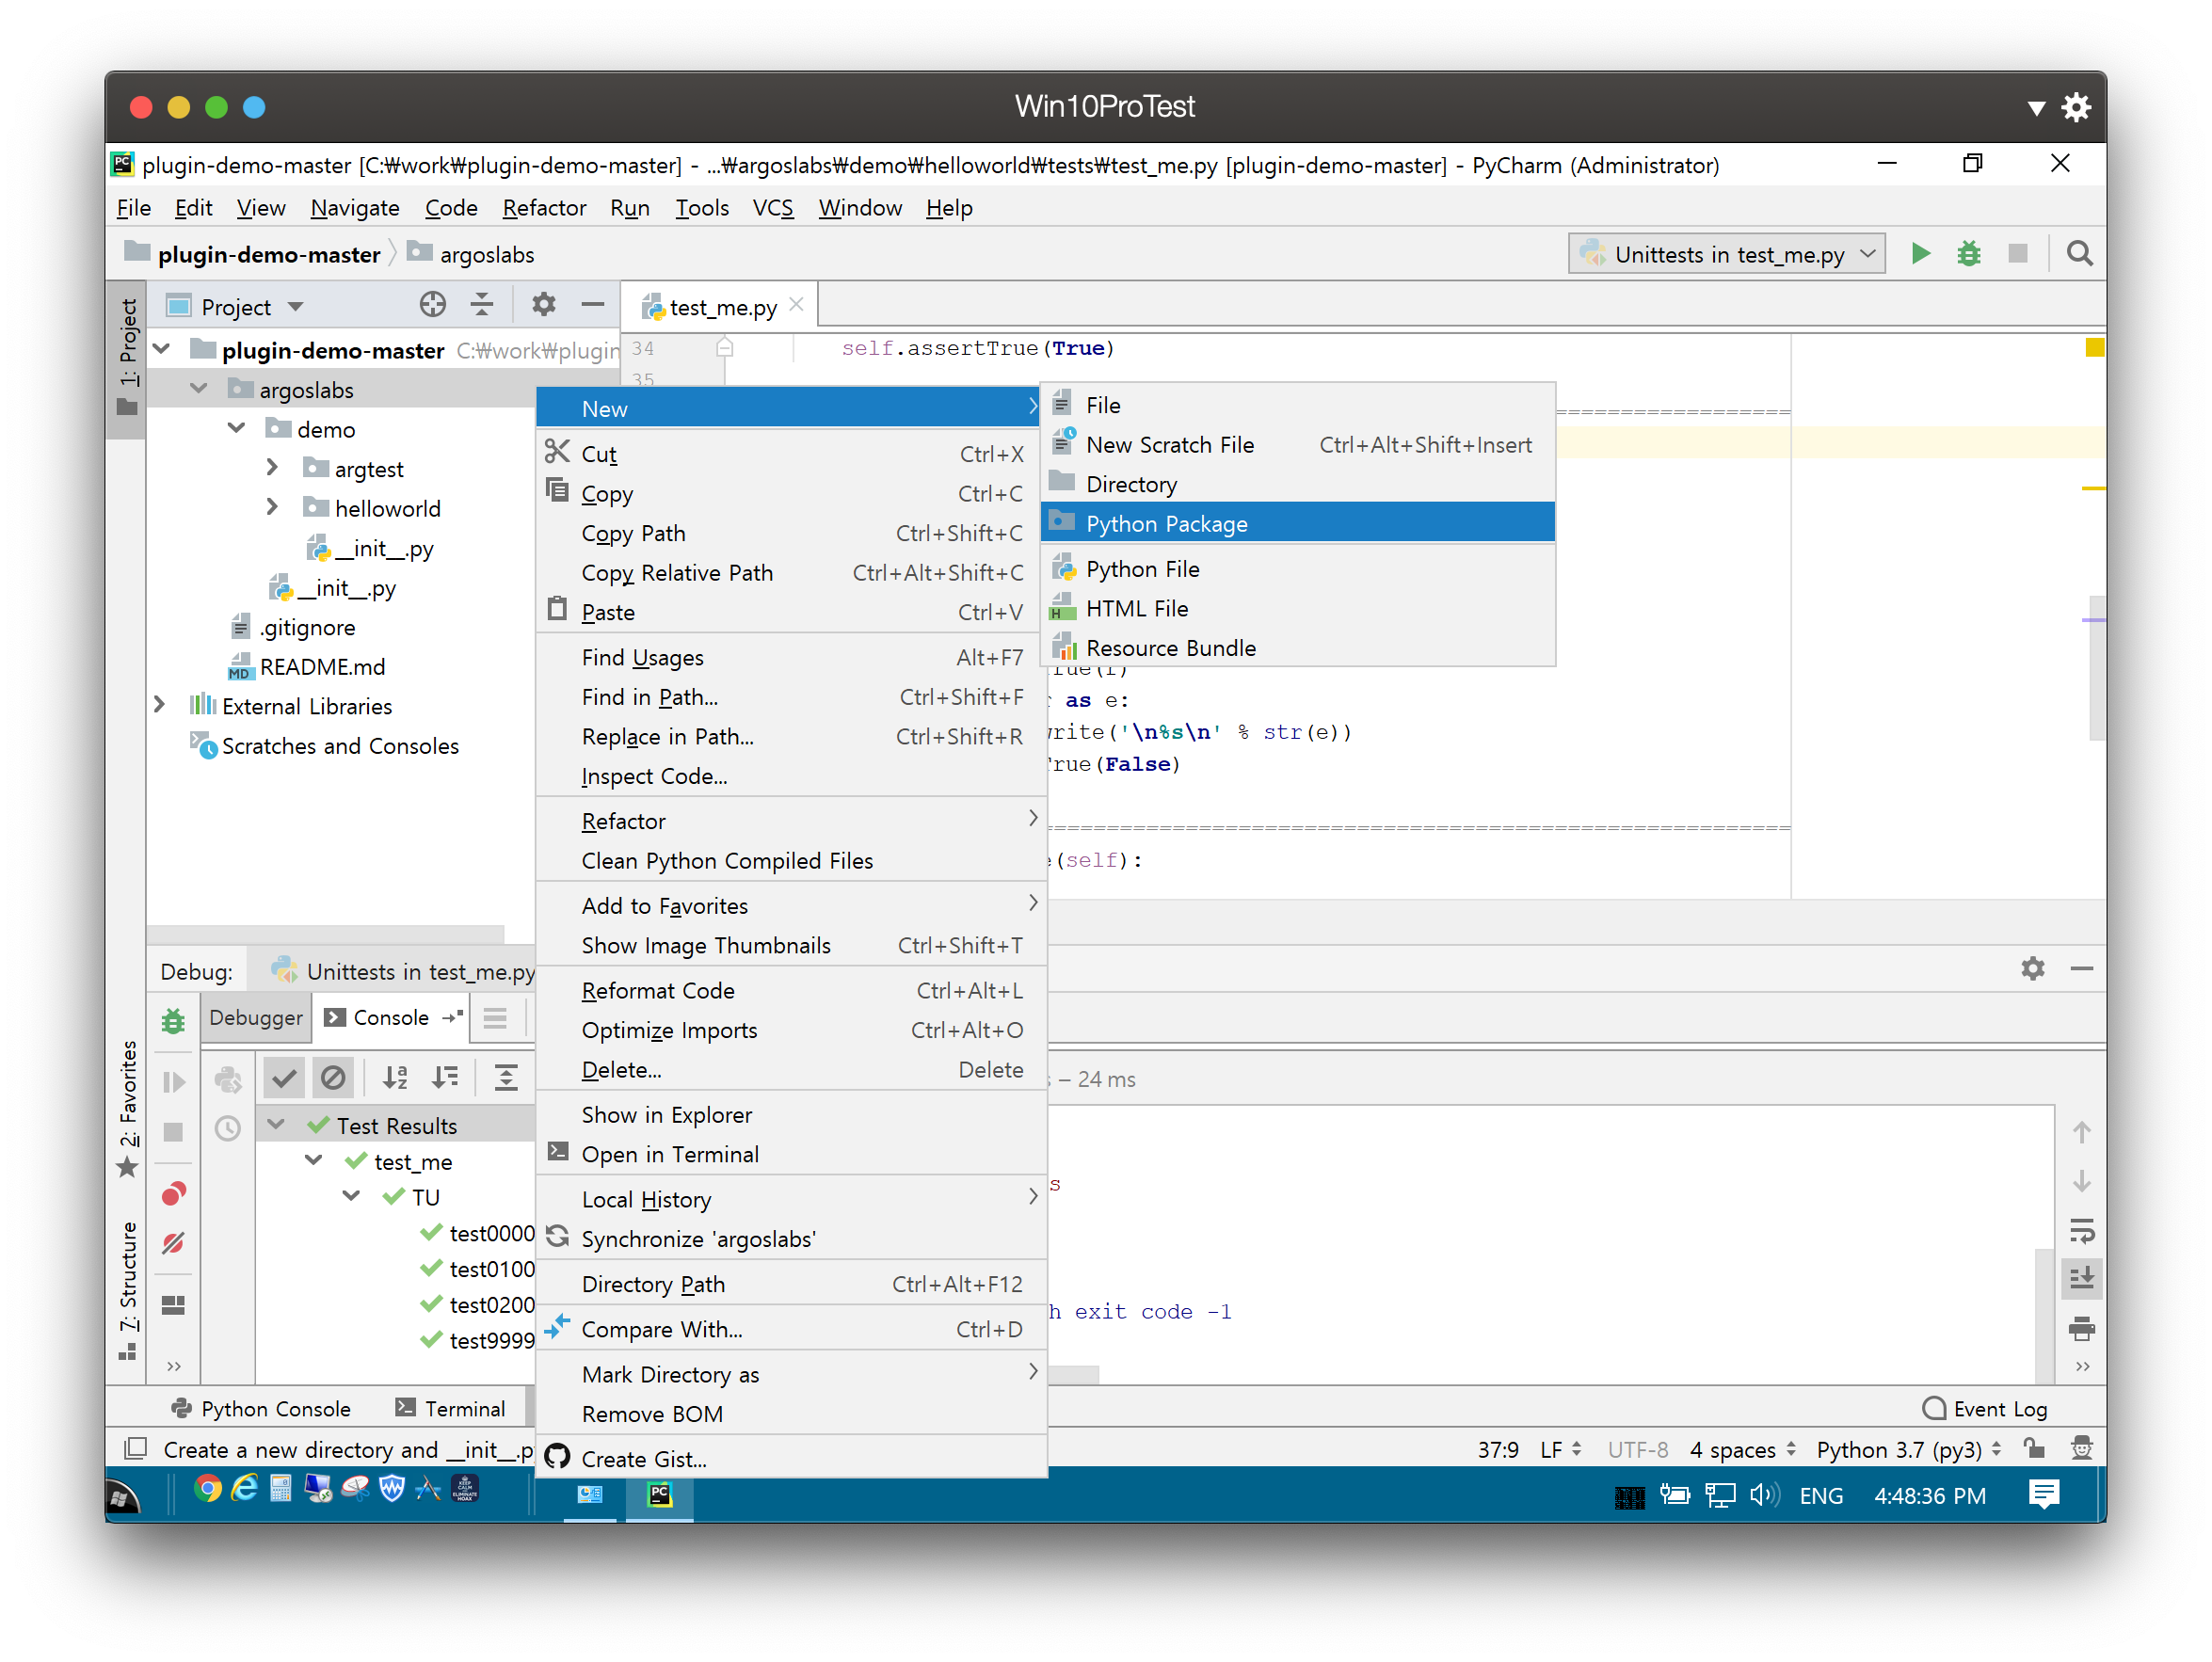 Win10ProTest
plugin-demo-master [C:₩work₩plugin-demo-master] - ...₩argoslabs₩demo₩helloworld₩tests₩test_me.py [plugin-demo-master] - PyCharm (Administrator)
File Edit View Navigate Code Refactor Run Tools VCS Window Help
plugin-demo-master argoslabs Unittests in test_me.py
1: Project
Project
test_me.py
plugin-demo-master C:₩work₩plugin
argoslabs
demo
argtest
helloworld
__init__.py
__init__.py
.gitignore
MD README.md
External Libraries
Scratches and Consoles
34 self.assertTrue(True)
35
as e:
write('\n%s\n' % str(e))
True(False)
(self):
New
Cut Ctrl+X
Copy Ctrl+C
Copy Path Ctrl+Shift+C
Copy Relative Path Ctrl+Alt+Shift+C
Paste Ctrl+V
Find Usages Alt+F7
Find in Path... Ctrl+Shift+F
Replace in Path... Ctrl+Shift+R
Inspect Code...
Refactor
Clean Python Compiled Files
Add to Favorites
Show Image Thumbnails Ctrl+Shift+T
Reformat Code Ctrl+Alt+L
Optimize Imports Ctrl+Alt+O
Delete... Delete
Show in Explorer
Open in Terminal
Local History
Synchronize 'argoslabs'
Directory Path Ctrl+Alt+F12
Compare With... Ctrl+D
Mark Directory as
Remove BOM
Create Gist...
File
New Scratch File Ctrl+Alt+Shift+Insert
Directory
Python Package
Python File
HTML File
Resource Bundle
Debug: Unittests in test_me.py
Debugger Console
2: Favorites
7: Structure
Test Results
test_me
TU
test0000
test0100
test0200
test9999
– 24 ms
s
h exit code -1
Python Console Terminal Event Log
Create a new directory and __init__.py 37:9 LF UTF-8 4 spaces Python 3.7 (py3)
ENG 4:48:36 PM